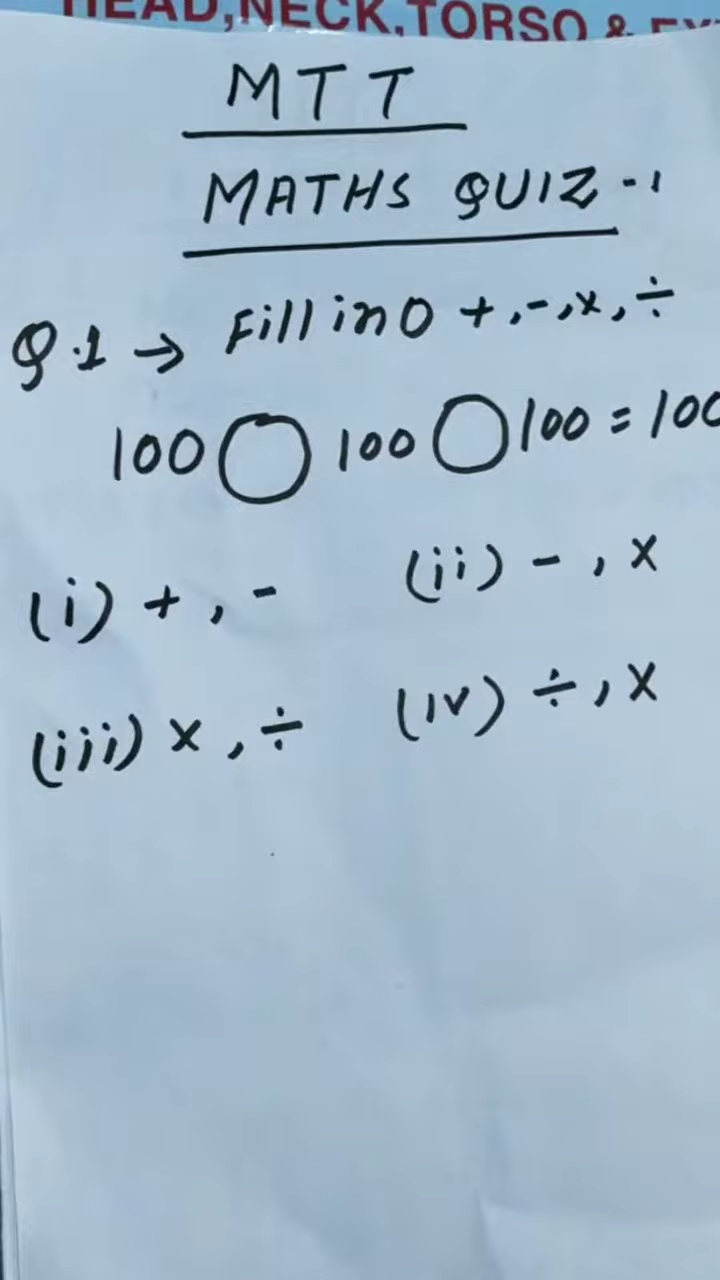 HEAD,NECK,TORSO &
MTT
MATHS QUIZ -1
Q.1 → Fill in O +,-,x,÷
100 ○ 100 ○ 100 = 100
(i) +, - (ii) -, x
(iii) x, ÷ (iv) ÷, x